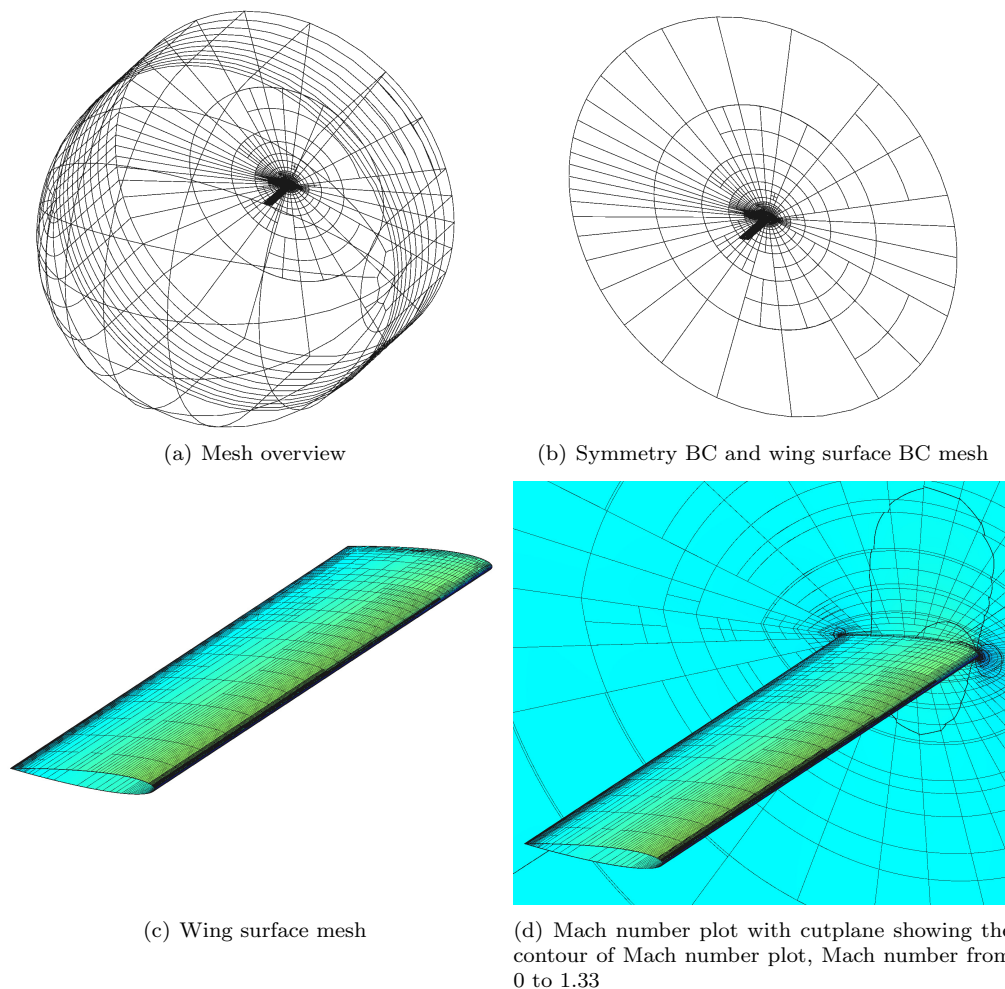 (a) Mesh overview
(b) Symmetry BC and wing surface BC mesh
(c) Wing surface mesh
(d) Mach number plot with cutplane showing the
contour of Mach number plot, Mach number from
0 to 1.33